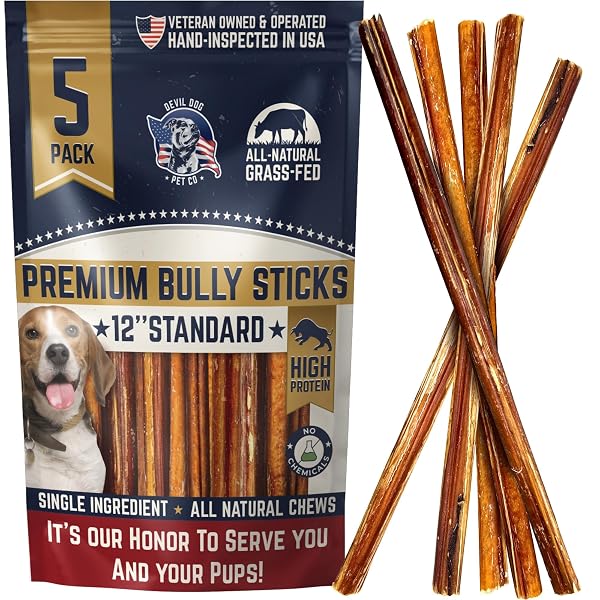 VETERAN OWNED & OPERATED
HAND-INSPECTED IN USA
5
PACK
DEVIL DOG
PET CO
ALL-NATURAL
GRASS-FED
PREMIUM BULLY STICKS
★12”STANDARD★
HIGH
PROTEIN
NO
CHEMICALS
SINGLE INGREDIENT ★ ALL NATURAL CHEWS
IT'S OUR HONOR TO SERVE YOU
AND YOUR PUPS!